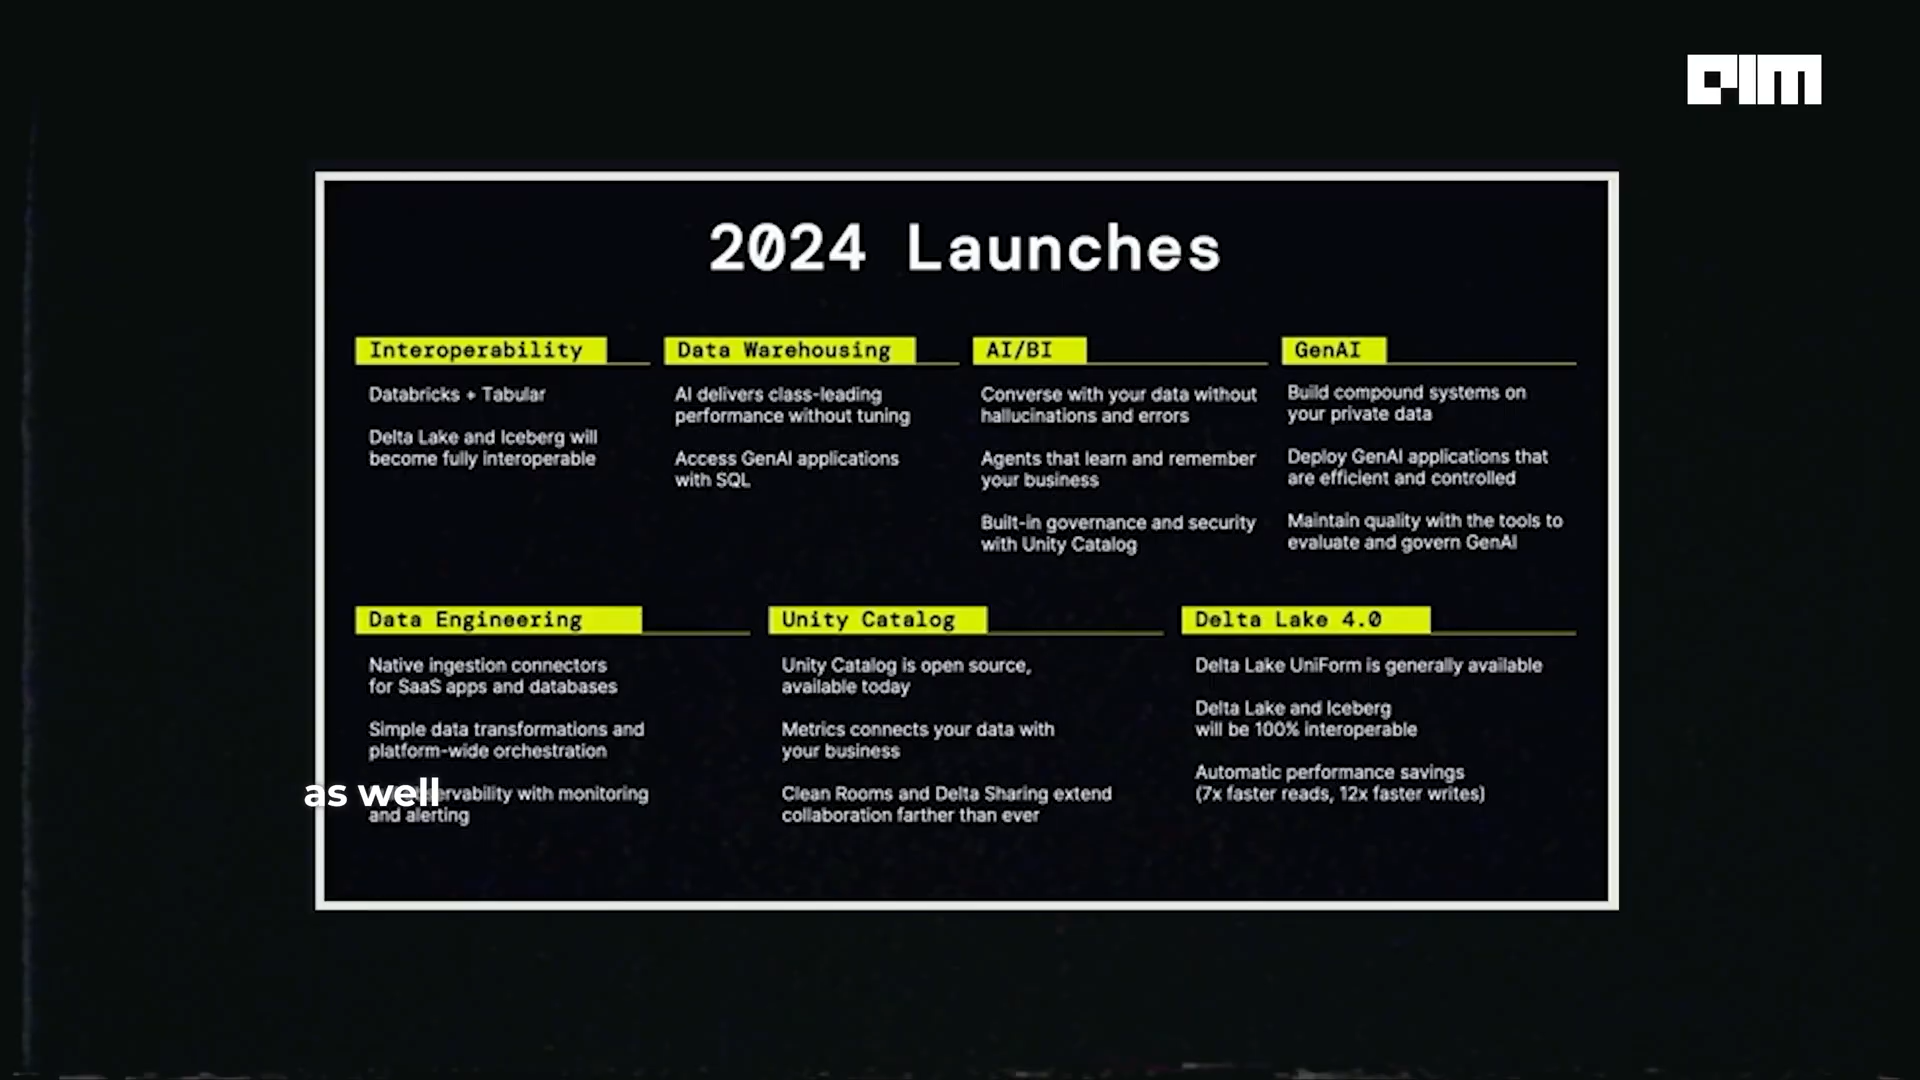 AIM
2024 Launches
Interoperability
Databricks + Tabular
Delta Lake and Iceberg will
become fully interoperable
Data Warehousing
AI delivers class-leading
performance without tuning
Access GenAI applications
with SQL
AI/BI
Converse with your data without
hallucinations and errors
Agents that learn and remember
your business
Built-in governance and security
with Unity Catalog
GenAI
Build compound systems on
your private data
Deploy GenAI applications that
are efficient and controlled
Maintain quality with the tools to
evaluate and govern GenAI
Data Engineering
Native ingestion connectors
for SaaS apps and databases
Simple data transformations and
platform-wide orchestration
with monitoring
and alerting
as well
Unity Catalog
Unity Catalog is open source,
available today
Metrics connects your data with
your business
Clean Rooms and Delta Sharing extend
collaboration farther than ever
Delta Lake 4.0
Delta Lake UniForm is generally available
Delta Lake and Iceberg
will be 100% interoperable
Automatic performance savings
(7x faster reads, 12x faster writes)